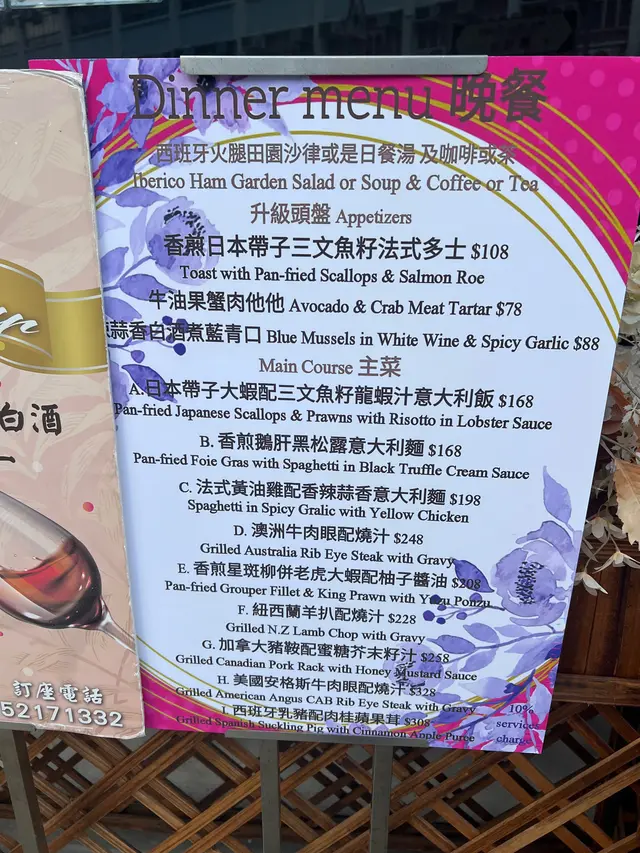 Dinner menu 晚餐
西班牙火腿田園沙律或是日餐湯 及咖啡或茶
Iberico Ham Garden Salad or Soup & Coffee or Tea
升級頭盤 Appetizers
香煎日本帶子三文魚籽法式多士 $108
Toast with Pan-fried Scallops & Salmon Roe
牛油果蟹肉他他 Avocado & Crab Meat Tartar $78
蒜香白酒煮藍青口 Blue Mussels in White Wine & Spicy Garlic $88
Main Course 主菜
A.日本帶子大蝦配三文魚籽龍蝦汁意大利飯 $168
Pan-fried Japanese Scallops & Prawns with Risotto in Lobster Sauce
B. 香煎鵝肝黑松露意大利麵 $168
Pan-fried Foie Gras with Spaghetti in Black Truffle Cream Sauce
C. 法式黃油雞配香辣蒜香意大利麵 $198
Spaghetti in Spicy Gralic with Yellow Chicken
D. 澳洲牛肉眼配燒汁 $248
Grilled Australia Rib Eye Steak with Gravy
E. 香煎星斑柳併老虎大蝦配柚子醬油 $208
Pan-fried Grouper Fillet & King Prawn with Yuzu Ponzu
F. 紐西蘭羊扒配燒汁 $228
Grilled N.Z Lamb Chop with Gravy
G. 加拿大豬鞍配蜜糖芥末籽汁 $258
Grilled Canadian Pork Rack with Honey Mustard Sauce
H. 美國安格斯牛肉眼配燒汁 $328
Grilled American Angus CAB Rib Eye Steak with Gravy
I. 西班牙乳豬配肉桂蘋果茸 $308
Grilled Spanish Suckling Pig with Cinnamon Apple Puree
10%
service
charge
白酒
訂座電話
52171332